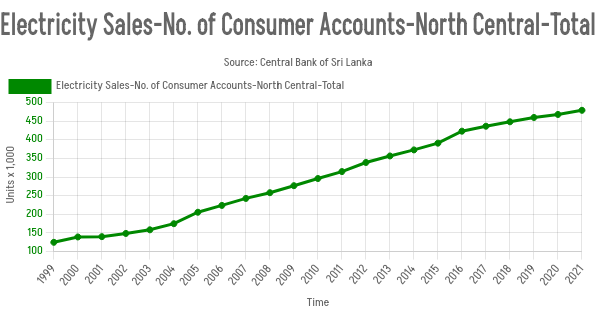 Electricity Sales-No. of Consumer Accounts-North Central-Total
Source: Central Bank of Sri Lanka
Electricity Sales-No. of Consumer Accounts-North Central-Total
Units x 1,000
500
450
400
350
300
250
200
150
100
1999 2000 2001 2002 2003 2004 2005 2006 2007 2008 2009 2010 2011 2012 2013 2014 2015 2016 2017 2018 2019 2020 2021
Time